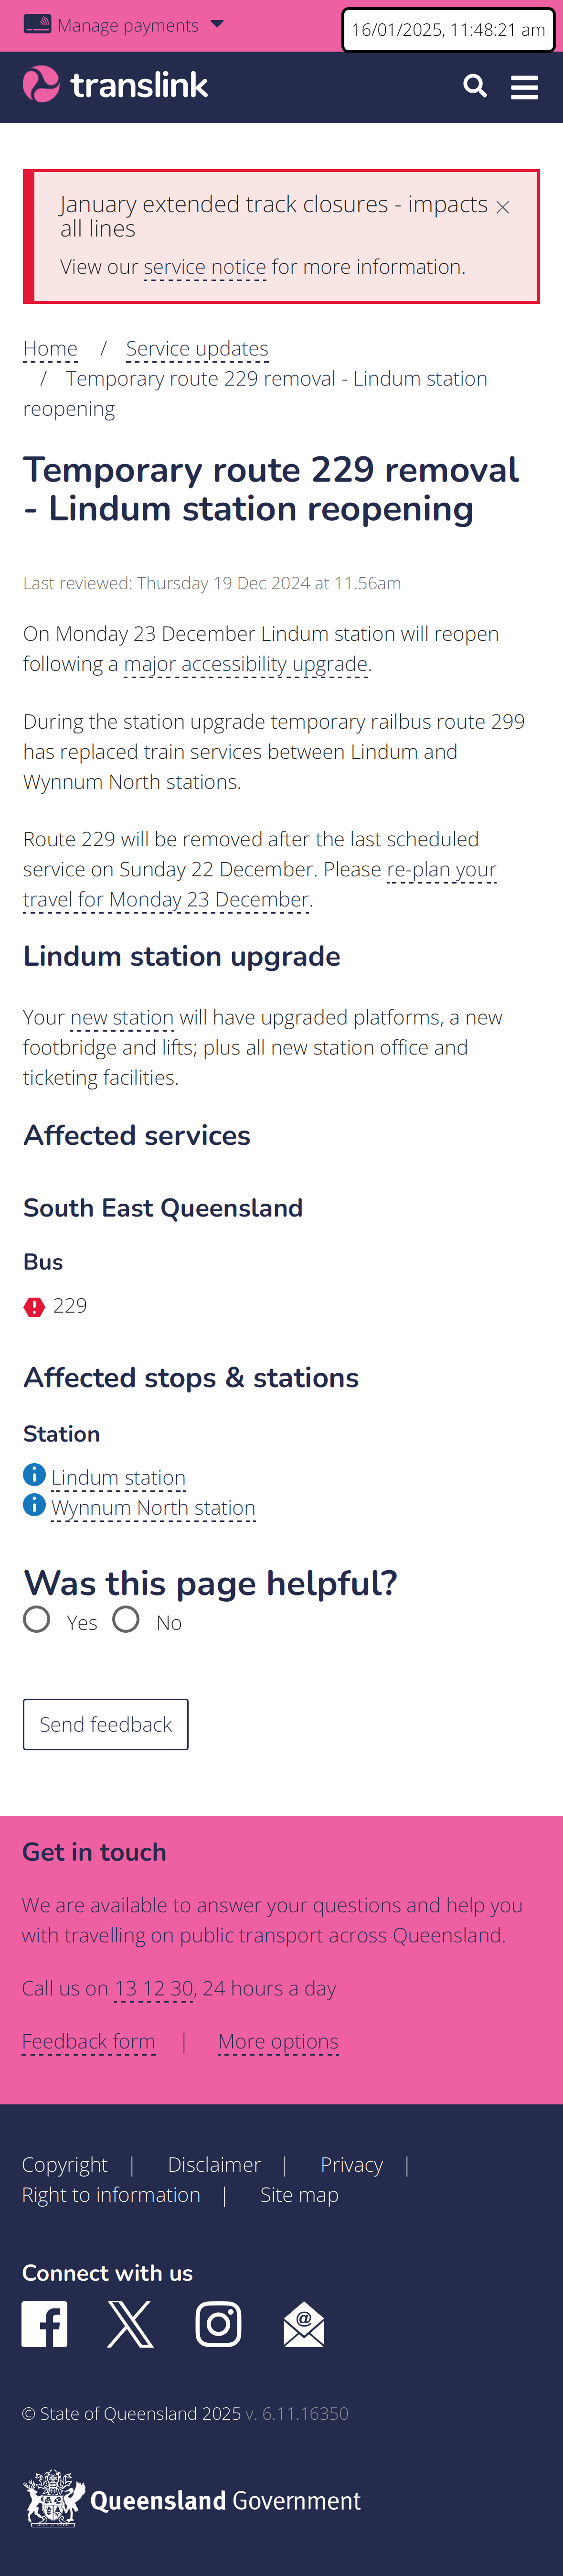 Manage payments
16/01/2025, 11:48:21 am
translink
January extended track closures - impacts
all lines
View our service notice for more information.
Home / Service updates
/ Temporary route 229 removal - Lindum station
reopening
Temporary route 229 removal
- Lindum station reopening
Last reviewed: Thursday 19 Dec 2024 at 11.56am
On Monday 23 December Lindum station will reopen
following a major accessibility upgrade.
During the station upgrade temporary railbus route 299
has replaced train services between Lindum and
Wynnum North stations.
Route 229 will be removed after the last scheduled
service on Sunday 22 December. Please re-plan your
travel for Monday 23 December.
Lindum station upgrade
Your new station will have upgraded platforms, a new
footbridge and lifts; plus all new station office and
ticketing facilities.
Affected services
South East Queensland
Bus
229
Affected stops & stations
Station
Lindum station
Wynnum North station
Was this page helpful?
Yes No
Send feedback
Get in touch
We are available to answer your questions and help you
with travelling on public transport across Queensland.
Call us on 13 12 30, 24 hours a day
Feedback form | More options
Copyright | Disclaimer | Privacy |
Right to information | Site map
Connect with us
© State of Queensland 2025 v. 6.11.16350
Queensland Government